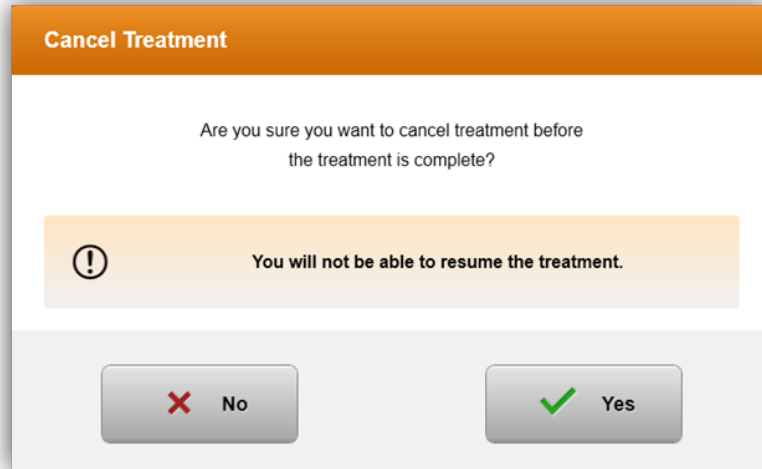 Cancel Treatment
Are you sure you want to cancel treatment before
the treatment is complete?
You will not be able to resume the treatment.
No
Yes